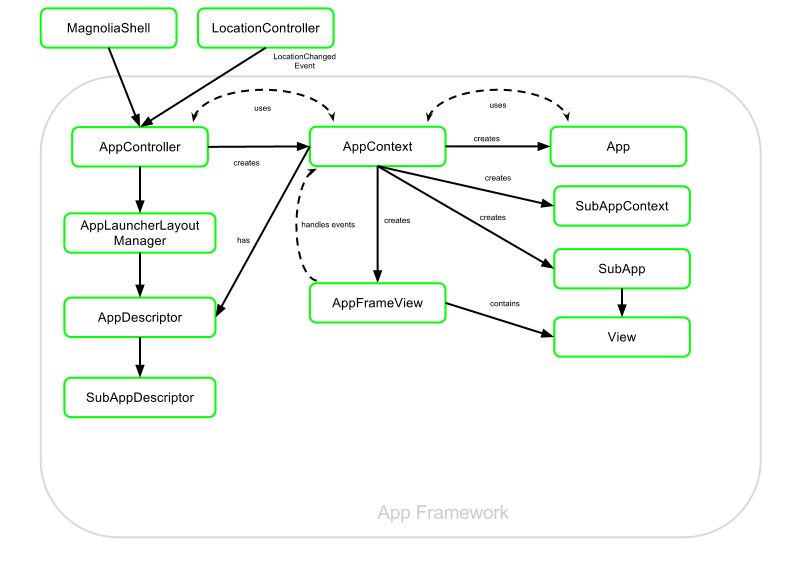 MagnoliaShell
LocationController
LocationChanged
Event
uses
uses
AppController
creates
AppContext
creates
App
creates
SubAppContext
AppLauncherLayout
Manager
has
handles events
creates
creates
SubApp
AppDescriptor
AppFrameView
contains
View
SubAppDescriptor
App Framework